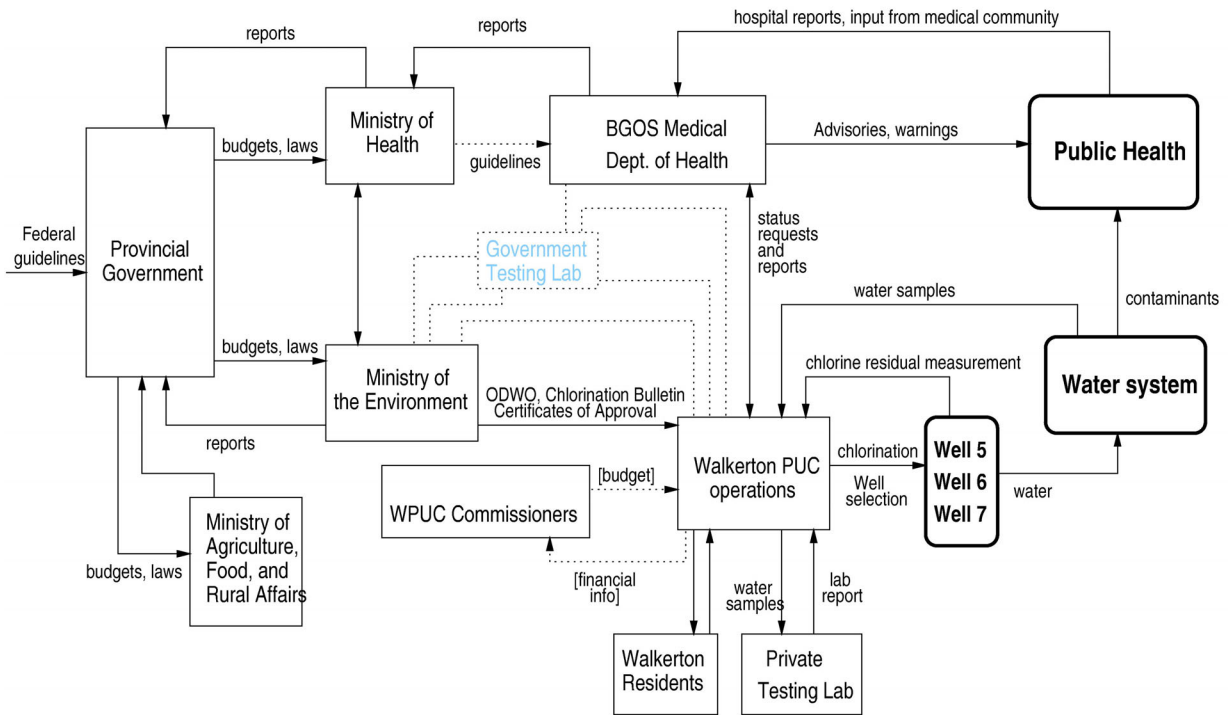 hospital reports, input from medical community
reports
reports
Ministry of
Health
BGOS Medical
Dept. of Health
Public Health
budgets, laws
guidelines
Advisories, warnings
Federal
guidelines
Provincial
Government
Government
Testing Lab
status
requests
and
reports
water samples
contaminants
budgets, laws
Ministry of
the Environment
chlorine residual measurement
Water system
ODWO, Chlorination Bulletin
Certificates of Approval
reports
Walkerton PUC
operations
chlorination
Well
selection
Well 5
Well 6
Well 7
water
[budget]
WPUC Commissioners
[financial
info]
Ministry of
Agriculture,
Food, and
Rural Affairs
budgets, laws
water
samples
lab
report
Walkerton
Residents
Private
Testing Lab